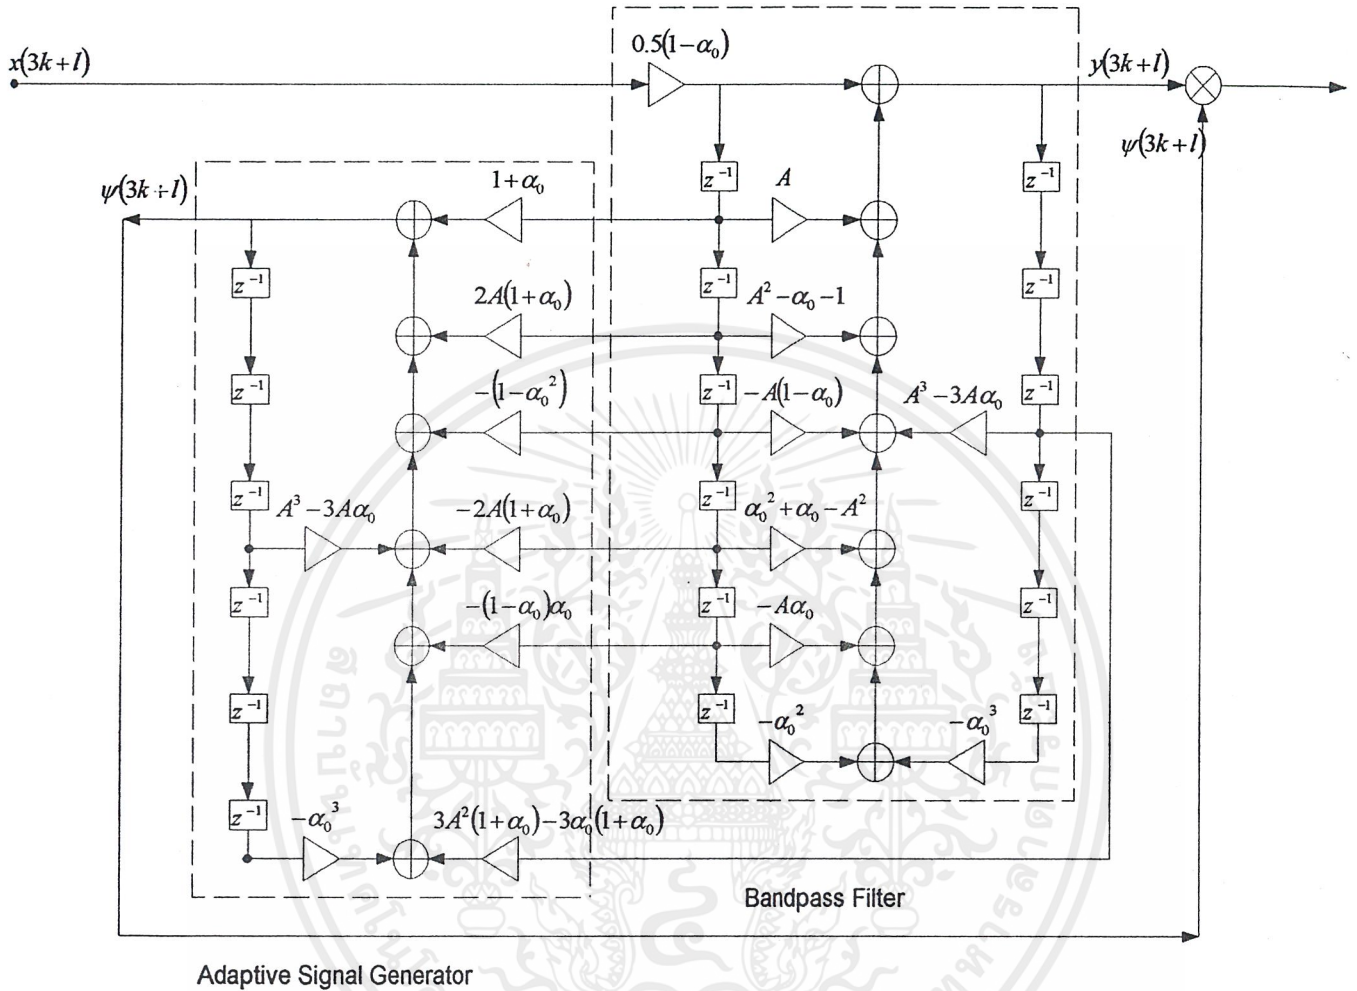 0.5(1-α₀)
x(3k+l)
y(3k+l)
ψ(3k+l)
z⁻¹
A
z⁻¹
ψ(3k+l)
1+α₀
z⁻¹
2A(1+α₀)
z⁻¹
A²-α₀-1
z⁻¹
z⁻¹
-(1-α₀²)
z⁻¹
-A(1-α₀)
A³-3Aα₀
z⁻¹
z⁻¹
A³-3Aα₀
-2A(1+α₀)
z⁻¹
α₀²+α₀-A²
z⁻¹
z⁻¹
-(1-α₀)α₀
z⁻¹
-Aα₀
z⁻¹
z⁻¹
z⁻¹
-α₀²
-α₀³
z⁻¹
z⁻¹
-α₀³
3A²(1+α₀)-3α₀(1+α₀)
Bandpass Filter
Adaptive Signal Generator